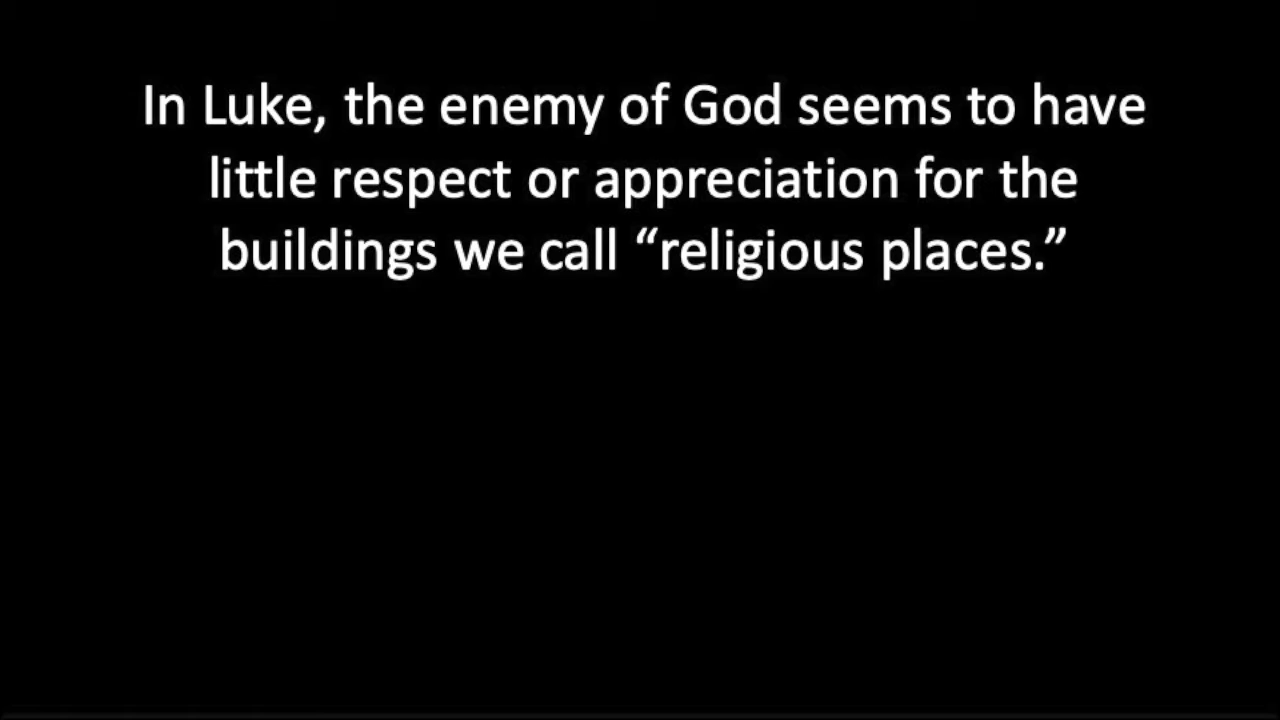 In Luke, the enemy of God seems to have
little respect or appreciation for the
buildings we call “religious places.”